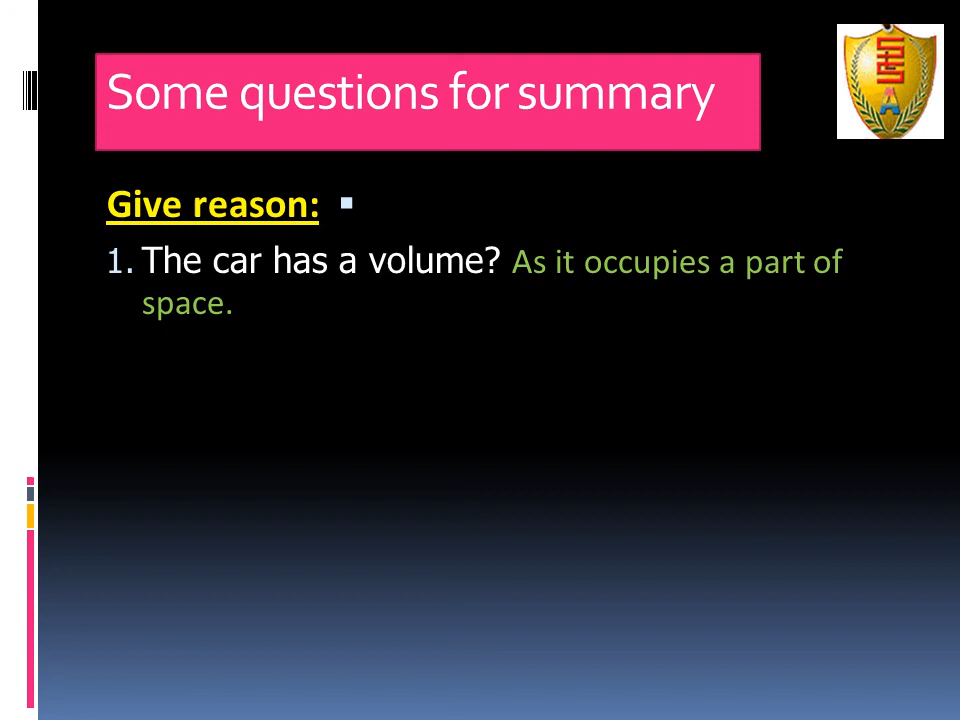 Some questions for summary
Give reason:
1. The car has a volume? As it occupies a part of
space.